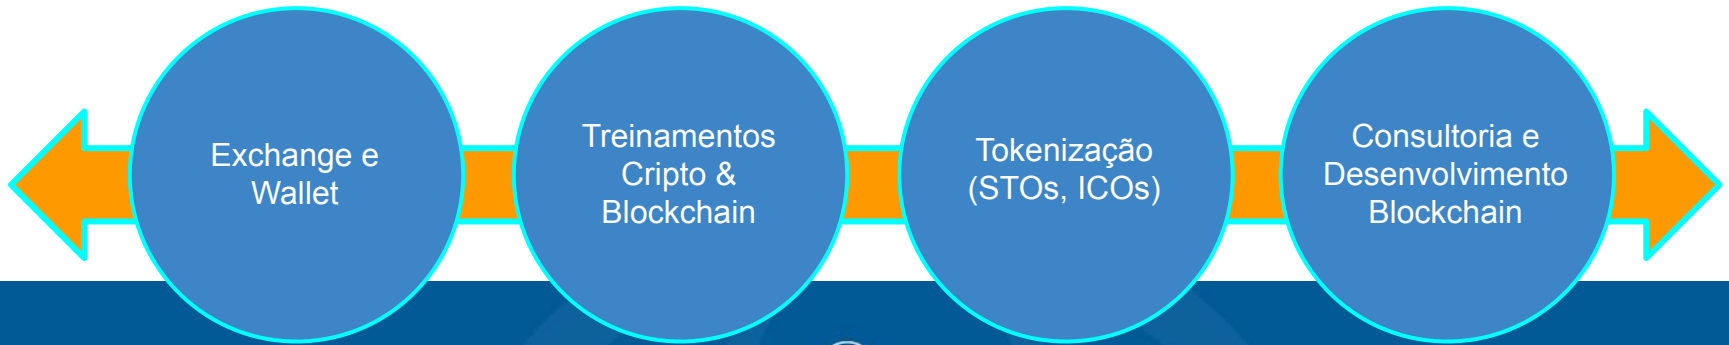 Exchange e
Wallet
Treinamentos
Cripto &
Blockchain
Tokenização
(STOs, ICOs)
Consultoria e
Desenvolvimento
Blockchain